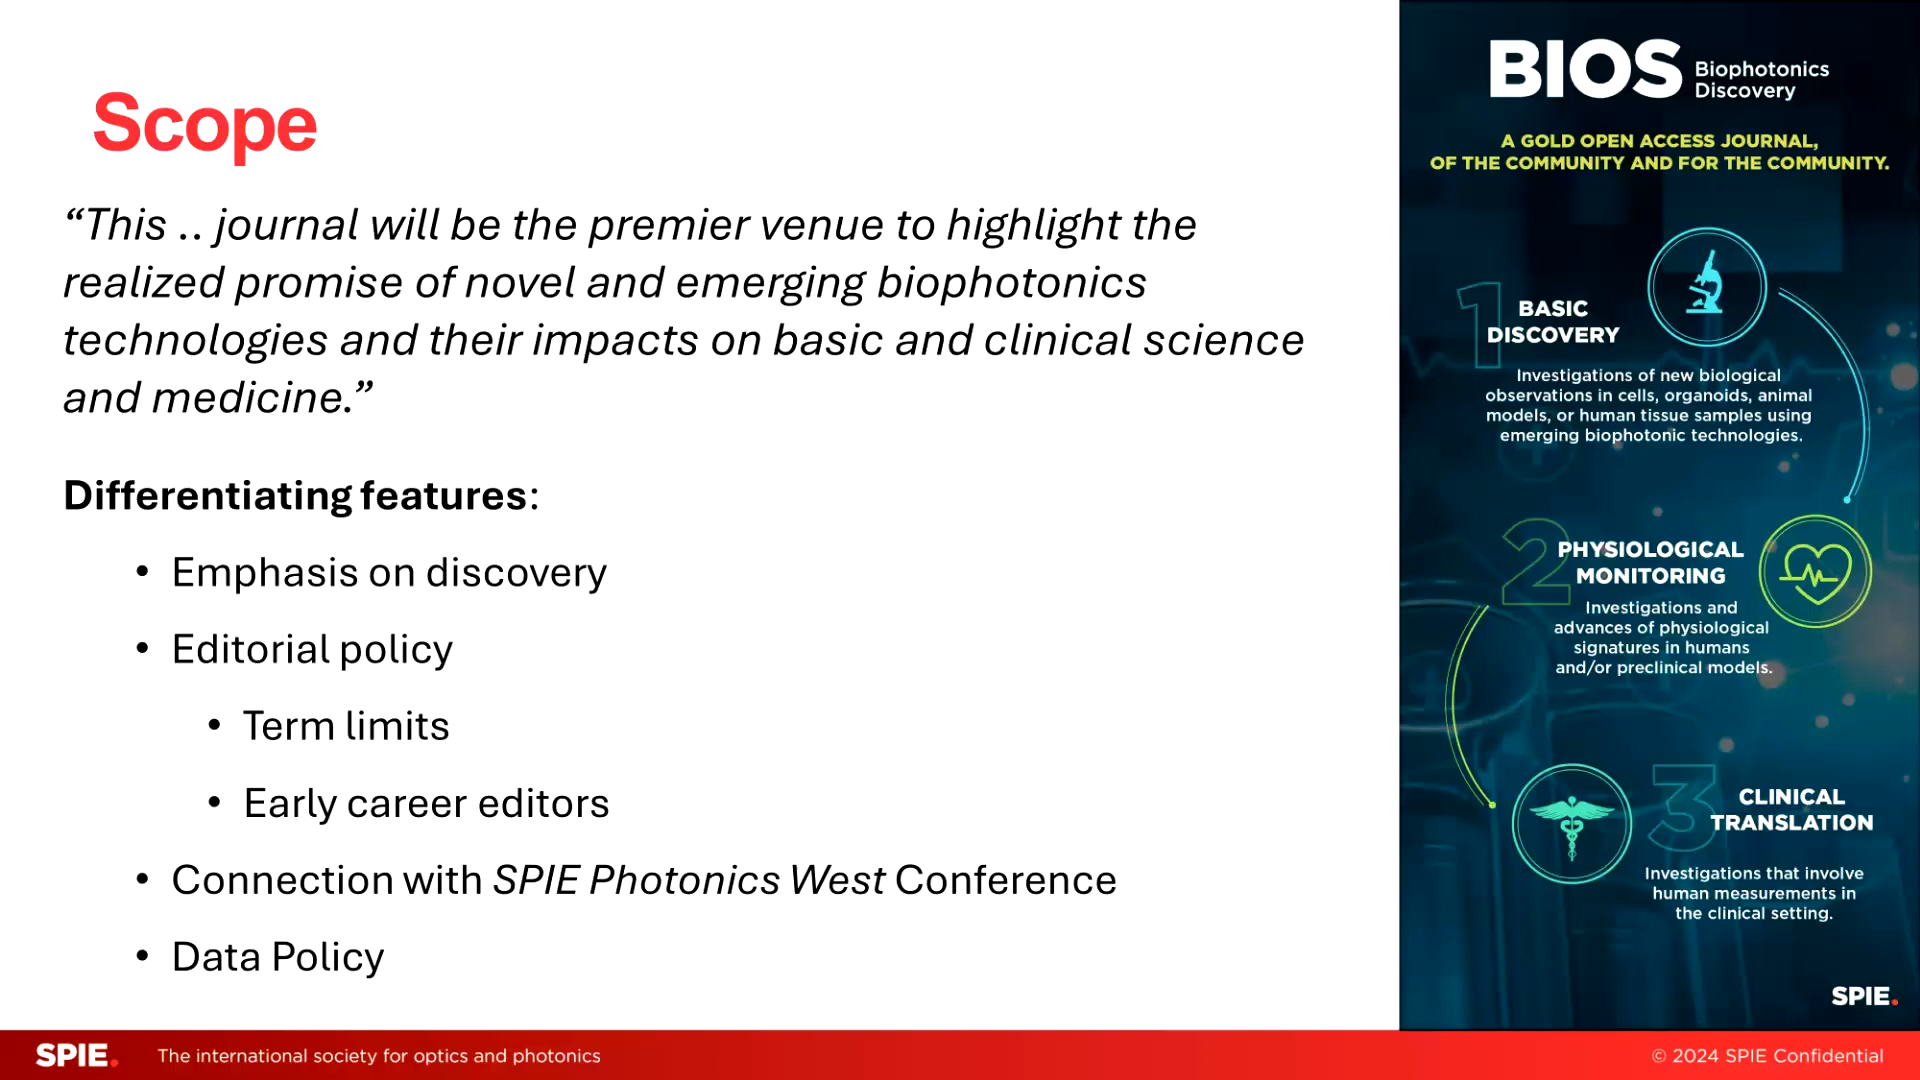 Scope
“This .. journal will be the premier venue to highlight the
realized promise of novel and emerging biophotonics
technologies and their impacts on basic and clinical science
and medicine.”
Differentiating features:
• Emphasis on discovery
• Editorial policy
• Term limits
• Early career editors
• Connection with SPIE Photonics West Conference
• Data Policy
BIOS Biophotonics
Discovery
A GOLD OPEN ACCESS JOURNAL,
OF THE COMMUNITY AND FOR THE COMMUNITY.
1
BASIC
DISCOVERY
Investigations of new biological
observations in cells, organoids, animal
models, or human tissue samples using
emerging biophotonic technologies.
2
PHYSIOLOGICAL
MONITORING
Investigations and
advances of physiological
signatures in humans
and/or preclinical models.
3
CLINICAL
TRANSLATION
Investigations that involve
human measurements in
the clinical setting.
SPIE.
SPIE. The international society for optics and photonics
© 2024 SPIE Confidential